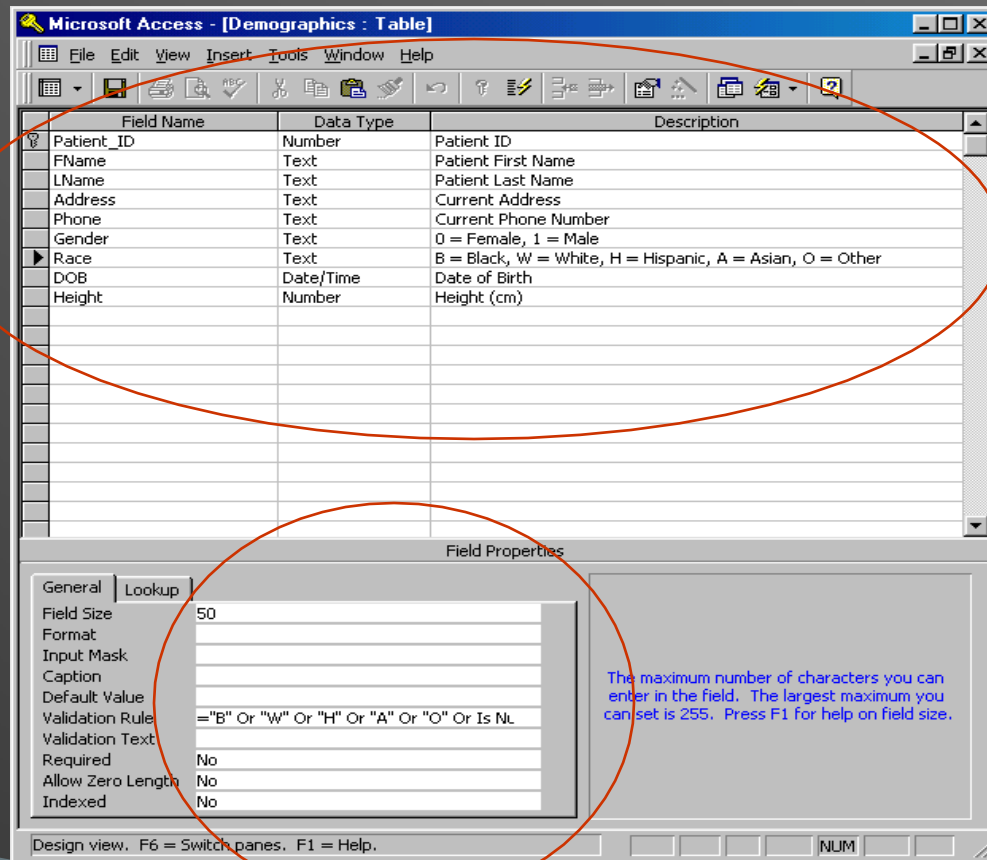 Microsoft Access - [Demographics : Table]
File Edit View Insert Tools Window Help
Field Name Data Type Description
Patient_ID Number Patient ID
FName Text Patient First Name
LName Text Patient Last Name
Address Text Current Address
Phone Text Current Phone Number
Gender Text 0 = Female, 1 = Male
Race Text B = Black, W = White, H = Hispanic, A = Asian, O = Other
DOB Date/Time Date of Birth
Height Number Height (cm)
Field Properties
General Lookup
Field Size 50
Format
Input Mask
Caption
Default Value
Validation Rule ="B" Or "W" Or "H" Or "A" Or "O" Or Is Nu
Validation Text
Required No
Allow Zero Length No
Indexed No
The maximum number of characters you can
enter in the field. The largest maximum you
can set is 255. Press F1 for help on field size.
Design view. F6 = Switch panes. F1 = Help. NUM